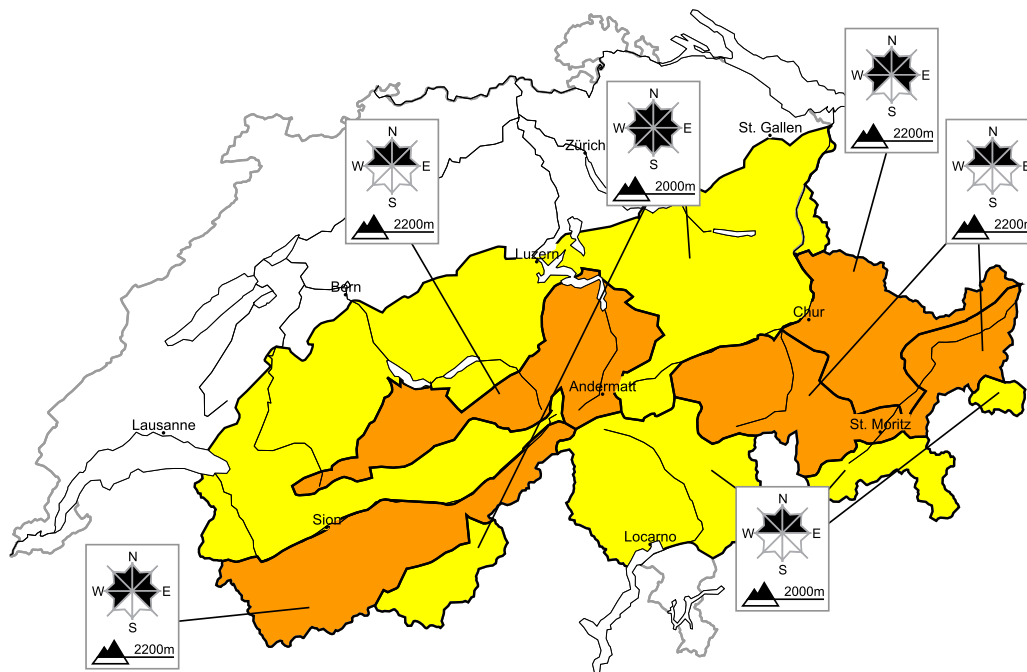 N
W E
S
2200m
N
W E
S
2000m
N
W E
S
2200m
N
W E
S
2200m
St. Gallen
Zürich
Luzern
Bern
Chur
Andermatt
St. Moritz
Lausanne
Sion
Locarno
N
W E
S
2000m
N
W E
S
2200m